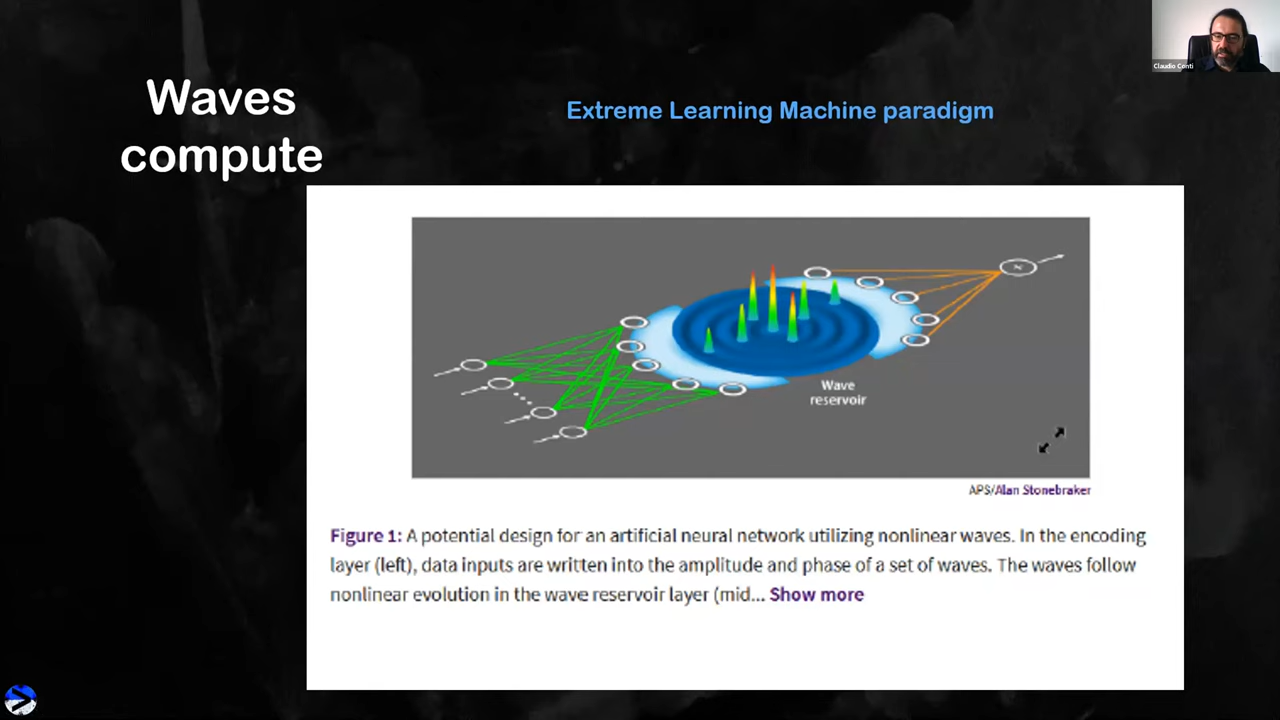 Claudio Conti
Waves
compute
Extreme Learning Machine paradigm
Wave
reservoir
APS/Alan Stonebraker
Figure 1: A potential design for an artificial neural network utilizing nonlinear waves. In the encoding
layer (left), data inputs are written into the amplitude and phase of a set of waves. The waves follow
nonlinear evolution in the wave reservoir layer (mid... Show more